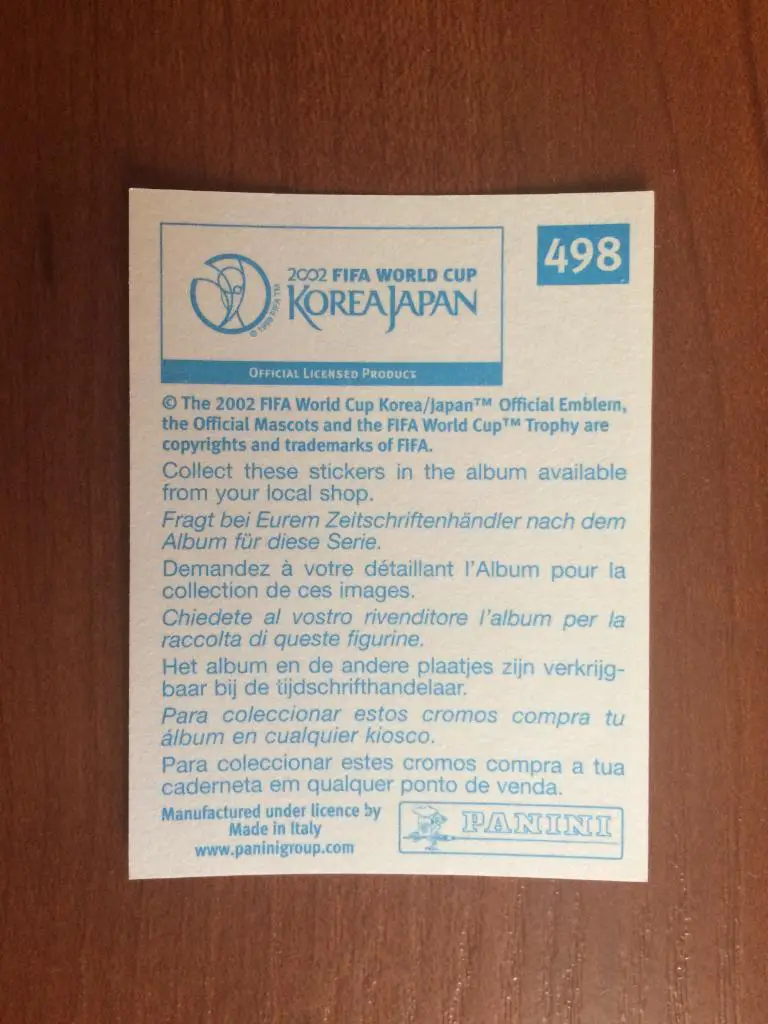 498
2002 FIFA WORLD CUP
KOREA JAPAN
© 1999 FIFA TM
OFFICIAL LICENSED PRODUCT
© The 2002 FIFA World Cup Korea/Japan™ Official Emblem,
the Official Mascots and the FIFA World Cup™ Trophy are
copyrights and trademarks of FIFA.
Collect these stickers in the album available
from your local shop.
Fragt bei Eurem Zeitschriftenhändler nach dem
Album für diese Serie.
Demandez à votre détaillant l'Album pour la
collection de ces images.
Chiedete al vostro rivenditore l'album per la
raccolta di queste figurine.
Het album en de andere plaatjes zijn verkrijg-
baar bij de tijdschrifthandelaar.
Para coleccionar estos cromos compra tu
álbum en cualquier kiosco.
Para coleccionar estes cromos compra a tua
caderneta em qualquer ponto de venda.
Manufactured under licence by
Made in Italy
www.paninigroup.com
PANINI